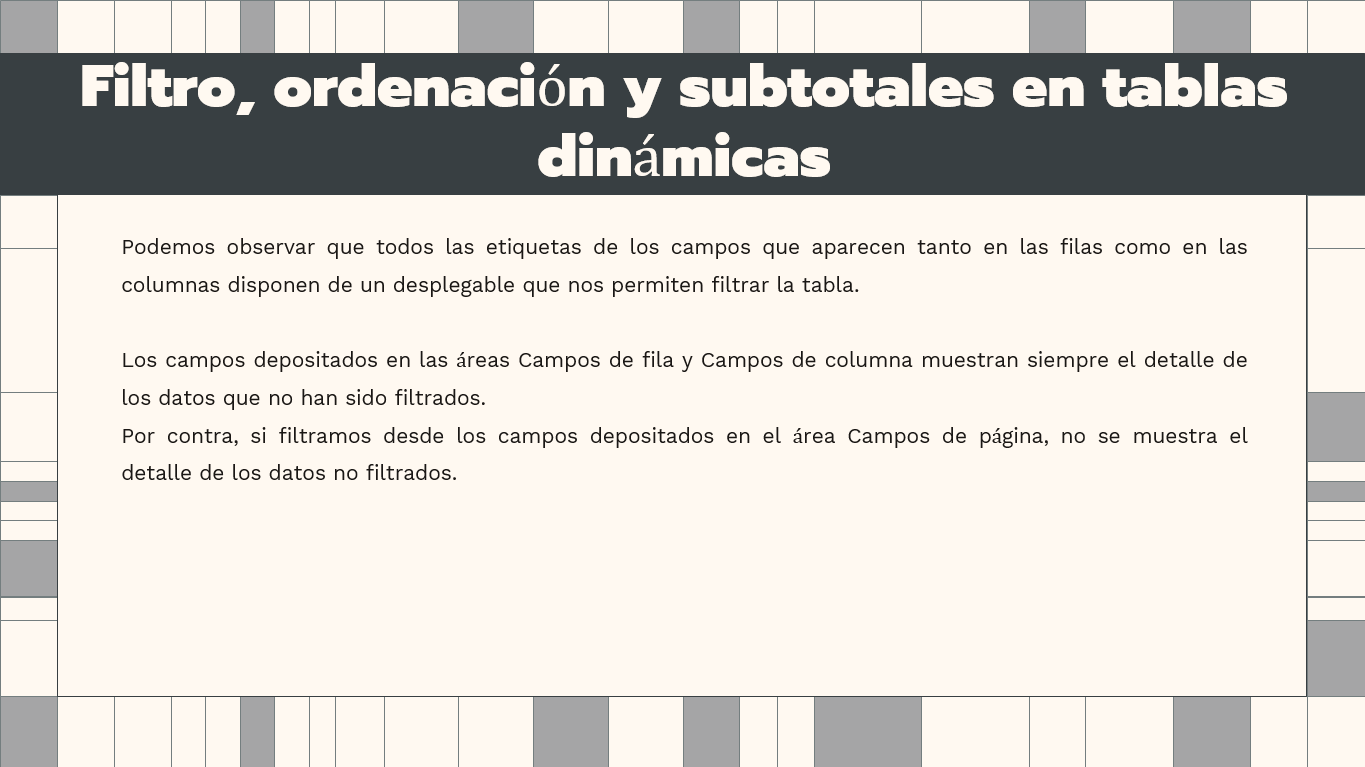 Filtro, ordenación y subtotales en tablas
dinámicas
Podemos observar que todos las etiquetas de los campos que aparecen tanto en las filas como en las
columnas disponen de un desplegable que nos permiten filtrar la tabla.
Los campos depositados en las áreas Campos de fila y Campos de columna muestran siempre el detalle de
los datos que no han sido filtrados.
Por contra, si filtramos desde los campos depositados en el área Campos de página, no se muestra el
detalle de los datos no filtrados.